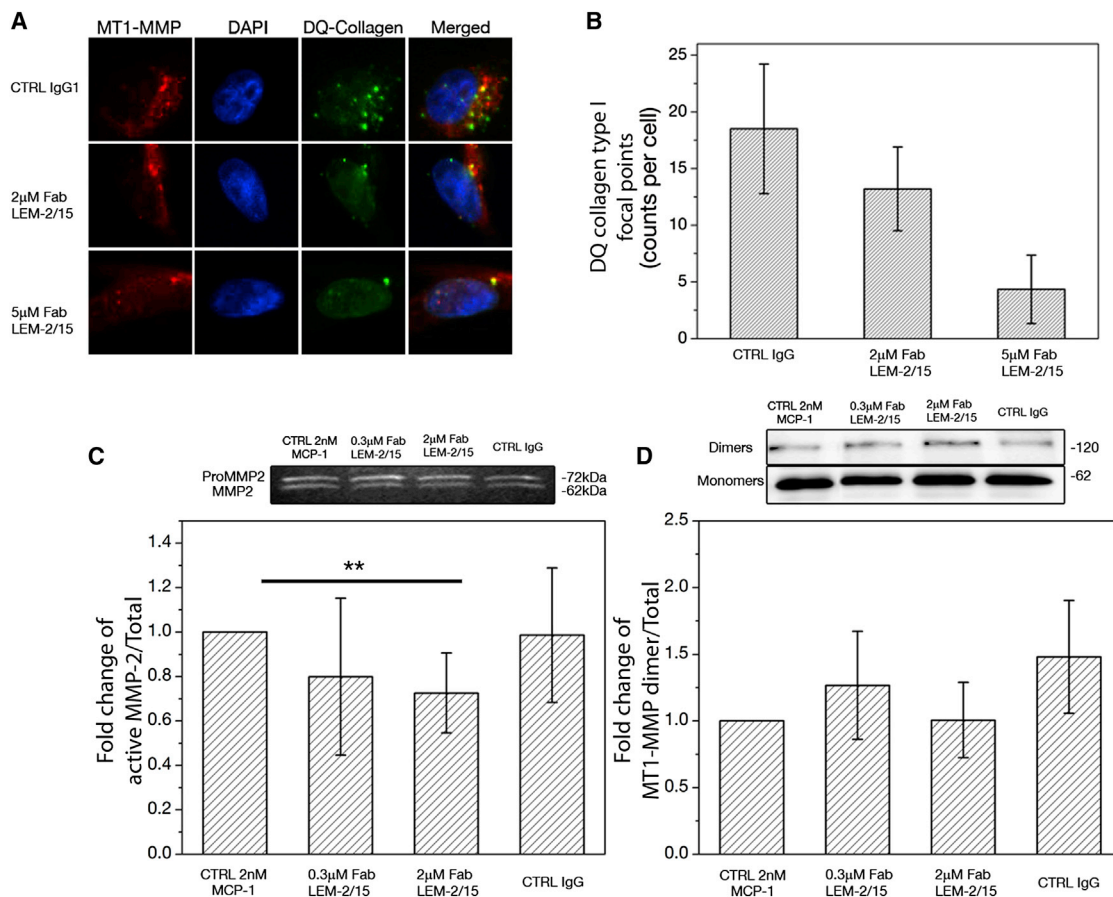 A
MT1-MMP DAPI DQ-Collagen Merged
CTRL IgG1
2μM Fab
LEM-2/15
5μM Fab
LEM-2/15
B
DQ collagen type I
focal points
(counts per cell)
25
20
15
10
5
0
CTRL IgG 2μM Fab 5μM Fab
LEM-2/15 LEM-2/15
C
CTRL 2nM 0.3μM Fab 2μM Fab CTRL IgG
MCP-1 LEM-2/15 LEM-2/15
ProMMP2 -72kDa
MMP2 -62kDa
Fold change of
active MMP-2/Total
1.4
1.2
1.0
0.8
0.6
0.4
0.2
0.0
**
CTRL 2nM 0.3μM Fab 2μM Fab CTRL IgG
MCP-1 LEM-2/15 LEM-2/15
D
CTRL 2nM 0.3μM Fab 2μM Fab CTRL IgG
MCP-1 LEM-2/15 LEM-2/15
Dimers -120
Monomers -62
Fold change of
MT1-MMP dimer/Total
2.5
2.0
1.5
1.0
0.5
0.0
CTRL 2nM 0.3μM Fab 2μM Fab CTRL IgG
MCP-1 LEM-2/15 LEM-2/15